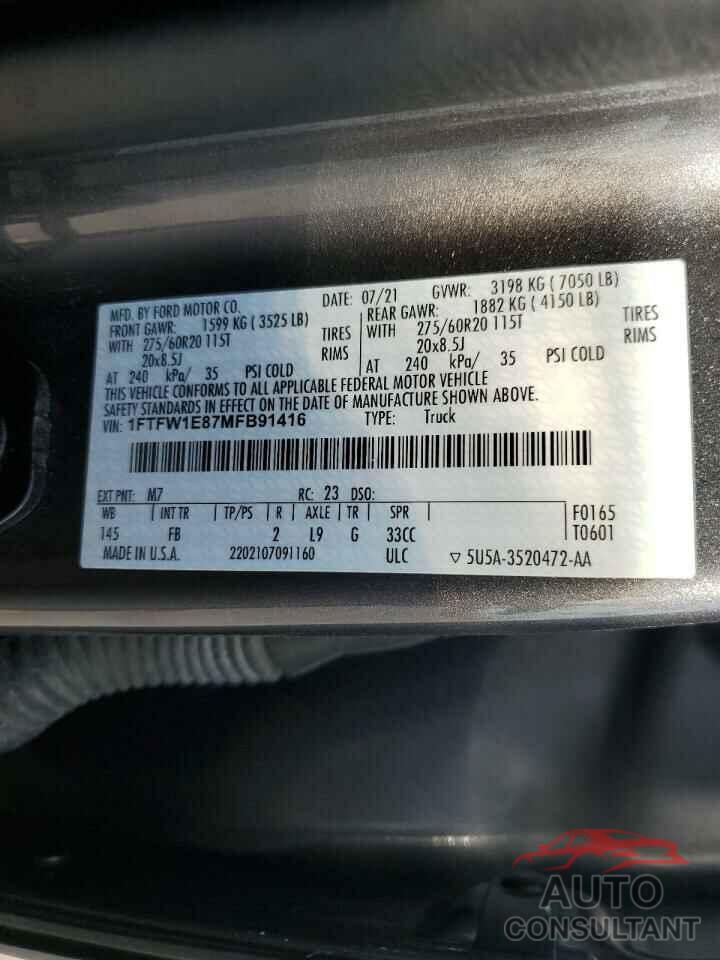 MFD. BY FORD MOTOR CO.
DATE: 07/21 GVWR: 3198 KG ( 7050 LB)
FRONT GAWR: 1599 KG ( 3525 LB) REAR GAWR: 1882 KG ( 4150 LB)
WITH 275/60R20 115T TIRES WITH 275/60R20 115T TIRES
20x8.5J RIMS 20x8.5J RIMS
AT 240 kPa/ 35 PSI COLD AT 240 kPa/ 35 PSI COLD
THIS VEHICLE CONFORMS TO ALL APPLICABLE FEDERAL MOTOR VEHICLE
SAFETY STANDARDS IN EFFECT ON THE DATE OF MANUFACTURE SHOWN ABOVE.
VIN: 1FTFW1E87MFB91416 TYPE: Truck
EXT PNT: M7 RC: 23 DSO:
WB INT TR TP/PS R AXLE TR SPR F0165
145 FB 2 L9 G 33CC T0601
MADE IN U.S.A. 2202107091160 ULC ▽ 5U5A-3520472-AA
AUTO
CONSULTANT